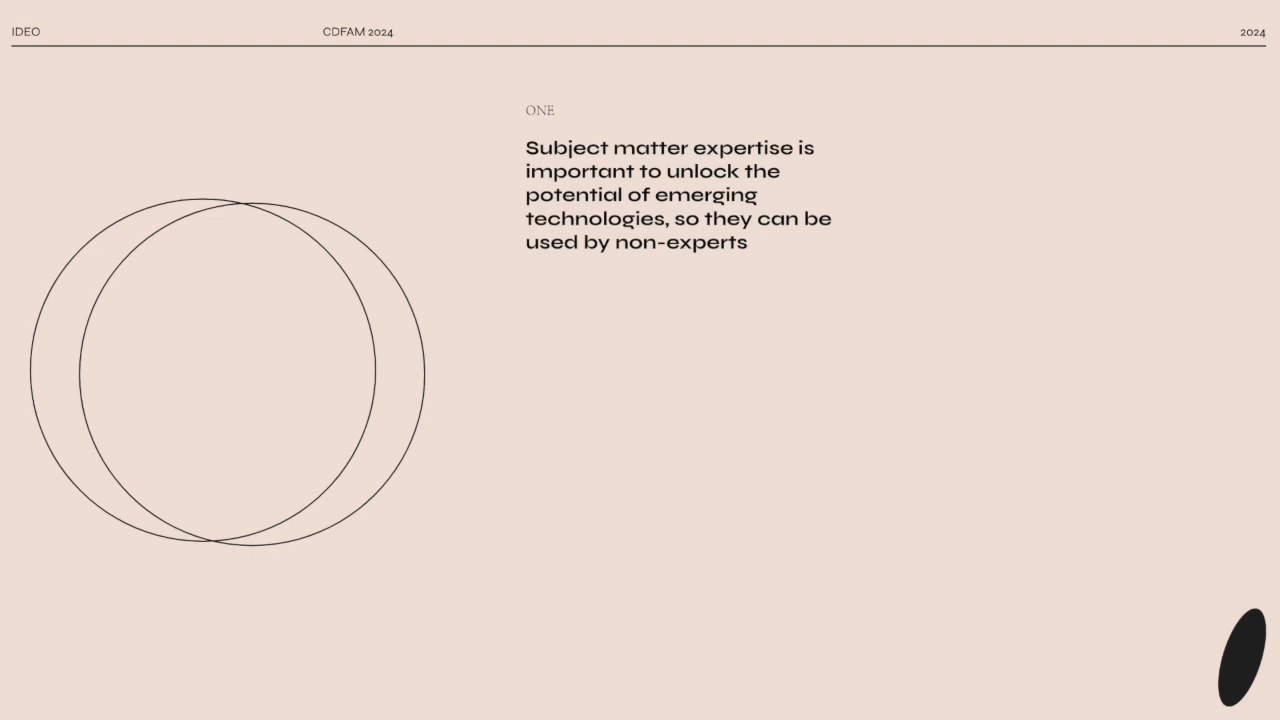 IDEO
CDFAM 2024
2024
ONE
Subject matter expertise is
important to unlock the
potential of emerging
technologies, so they can be
used by non-experts